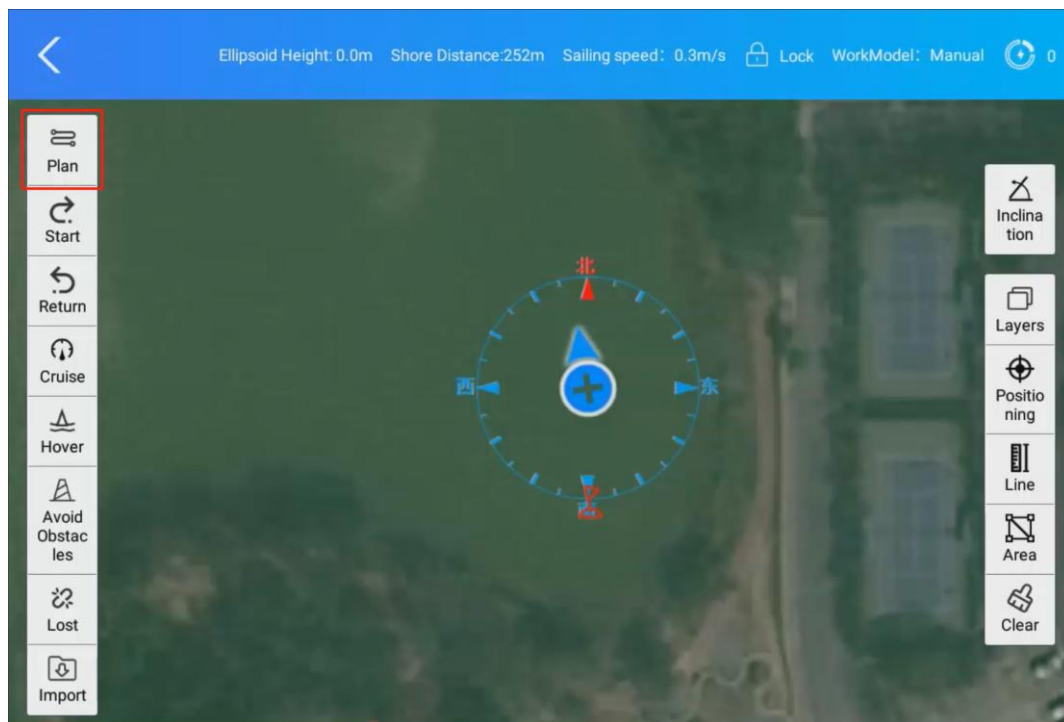 Ellipsoid Height: 0.0m Shore Distance:252m Sailing speed: 0.3m/s Lock WorkModel: Manual 0
Plan
Start
Return
Cruise
Hover
Avoid
Obstac
les
Lost
Import
北
西
东
Inclina
tion
Layers
Positio
ning
Line
Area
Clear